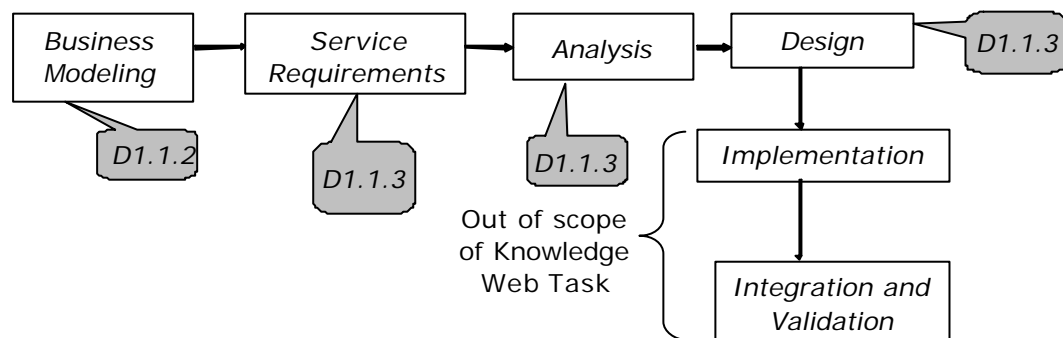 Business
Modeling
Service
Requirements
Analysis
Design
D1.1.3
D1.1.2
D1.1.3
D1.1.3
Implementation
Out of scope
of Knowledge
Web Task
Integration and
Validation